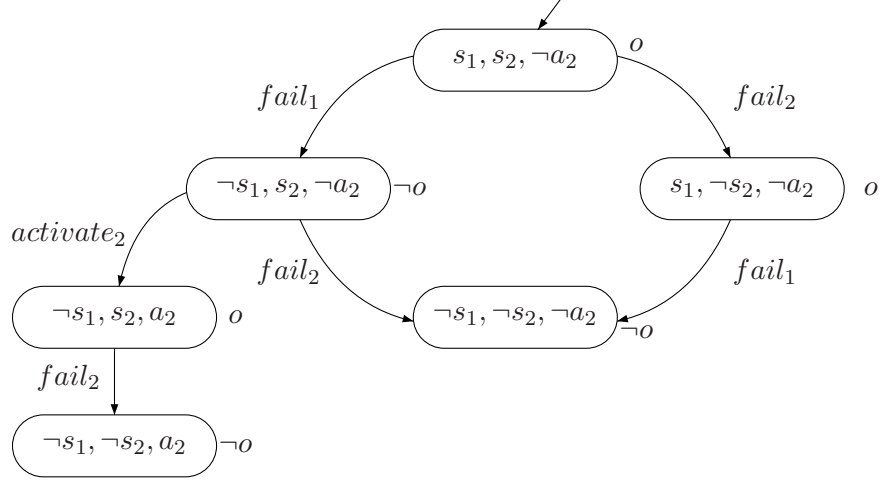 s₁, s₂, ¬a₂ o
fail₁ fail₂
¬s₁, s₂, ¬a₂ ¬o s₁, ¬s₂, ¬a₂ o
activate₂
fail₂ fail₁
¬s₁, s₂, a₂ o ¬s₁, ¬s₂, ¬a₂ ¬o
fail₂
¬s₁, ¬s₂, a₂ ¬o